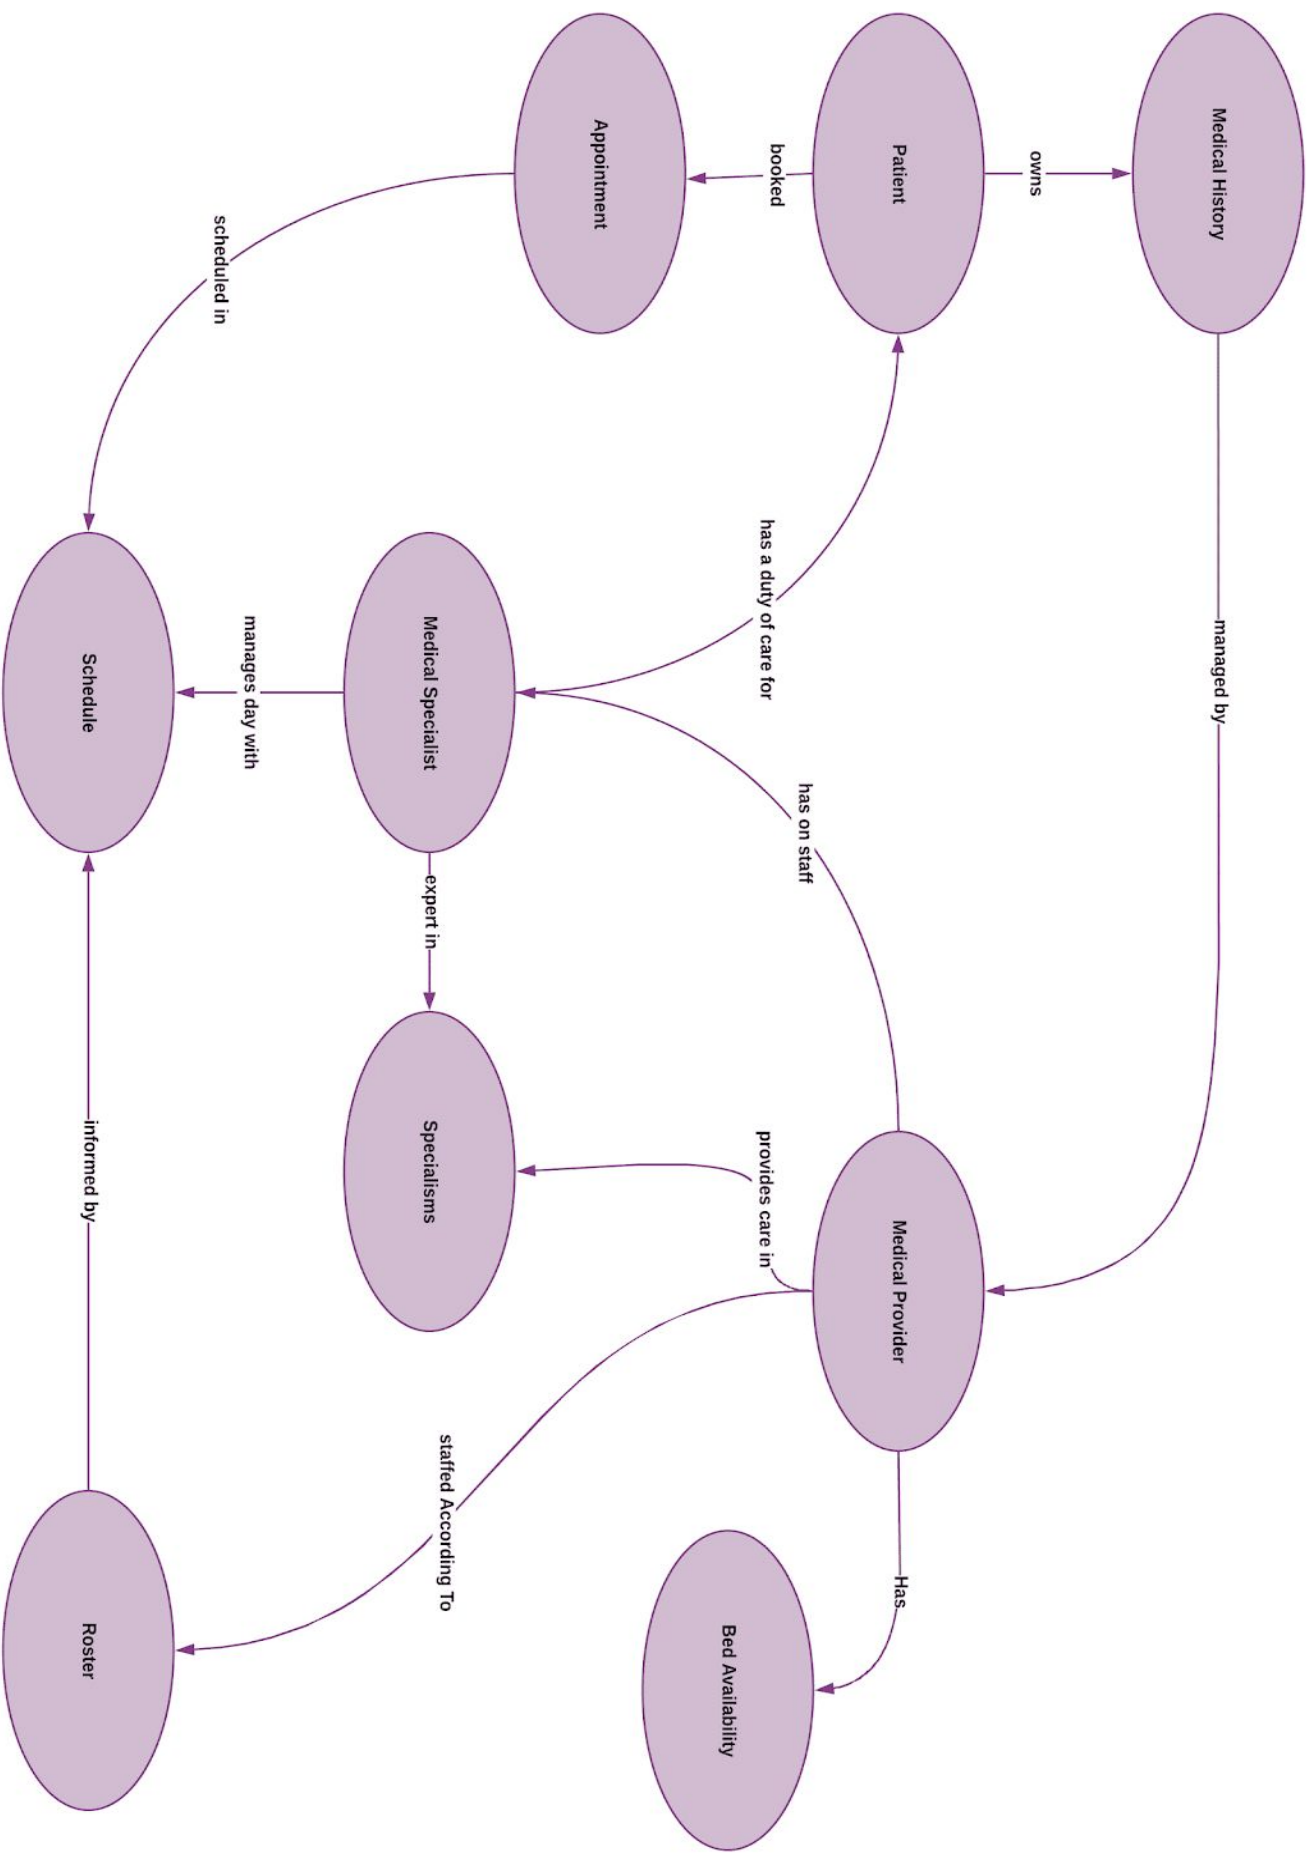 Medical History
owns
managed by
Patient
Medical Provider
booked
has a duty of care for
has on staff
provides care in
Has
Bed Availability
Appointment
Medical Specialist
expert in
Specialisms
staffed According To
scheduled in
manages day with
Schedule
informed by
Roster